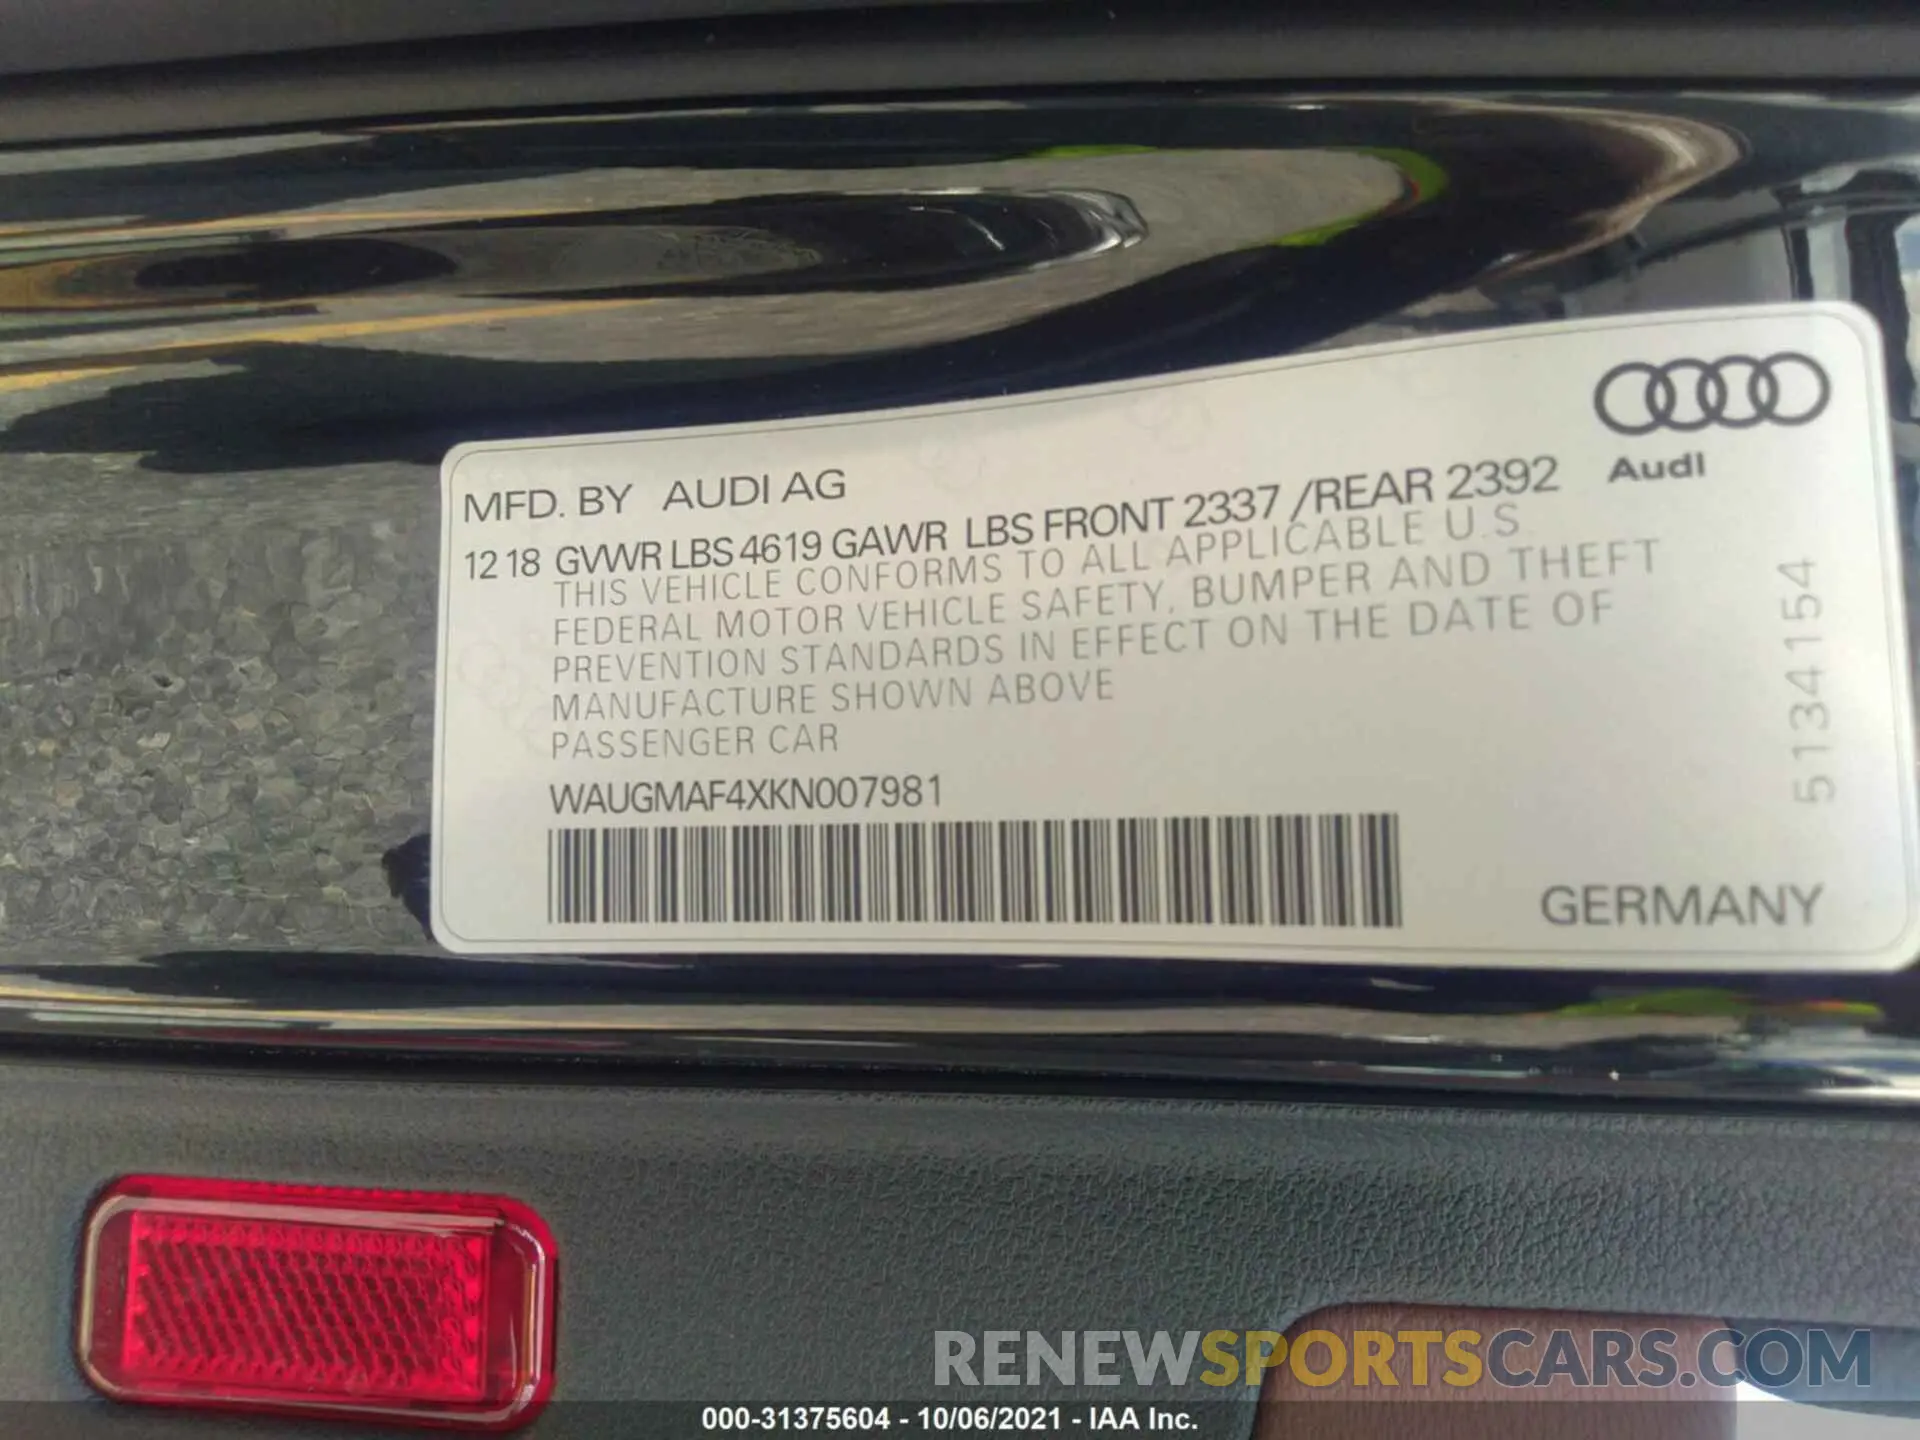 Audi
MFD. BY AUDI AG
12 18 GVWR LBS 4619 GAWR LBS FRONT 2337 /REAR 2392
THIS VEHICLE CONFORMS TO ALL APPLICABLE U.S.
FEDERAL MOTOR VEHICLE SAFETY, BUMPER AND THEFT
PREVENTION STANDARDS IN EFFECT ON THE DATE OF
MANUFACTURE SHOWN ABOVE
PASSENGER CAR
WAUGMAF4XKN007981
5134154
GERMANY
RENEWSPORTSCARS.COM
000-31375604 - 10/06/2021 - IAA Inc.